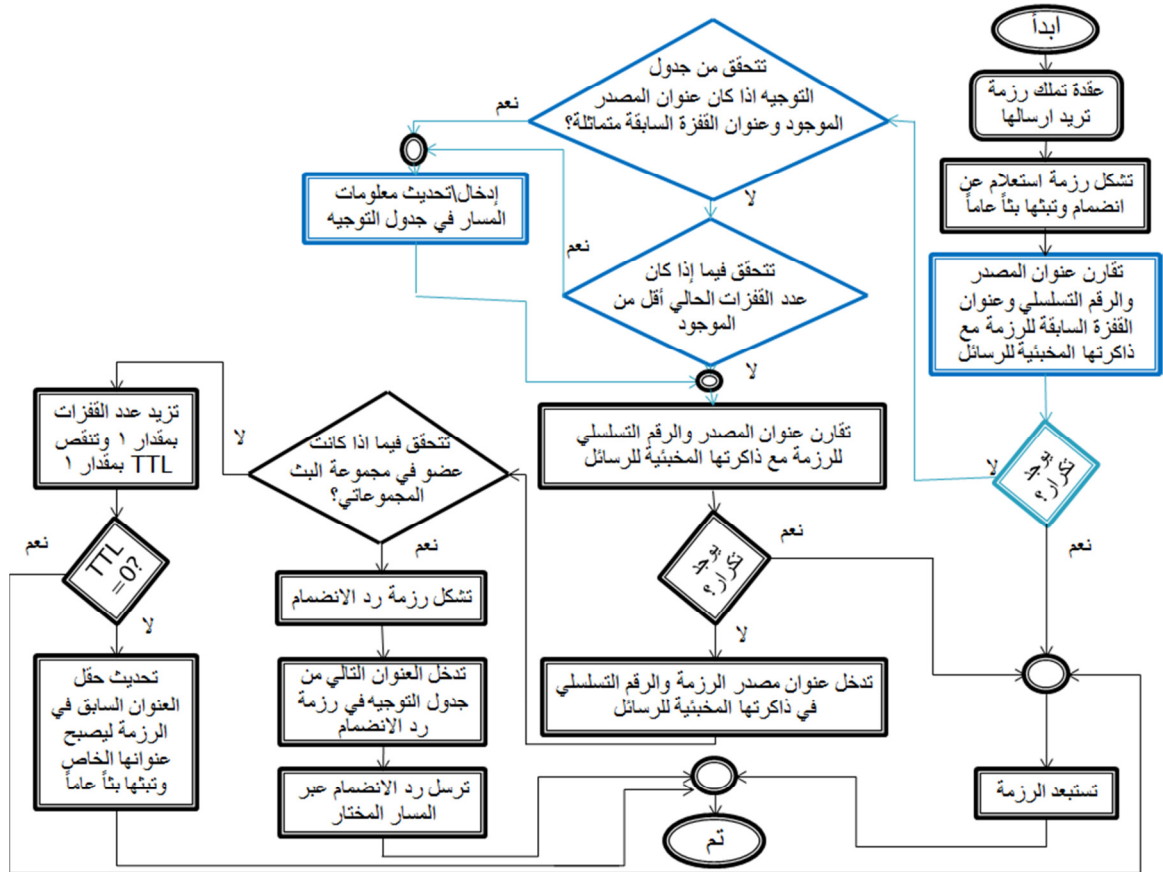 ابدأ
عقدة تملك رزمة
تريد ارسالها
تشكل رزمة استعلام عن
انضمام وتبثها بثاً عاماً
تقارن عنوان المصدر
والرقم التسلسلي وعنوان
القفزة السابقة للرزمة مع
ذاكرتها المخبئية للرسائل
يوجد
تكرار؟
لا
نعم
تتحقق من جدول
التوجيه اذا كان عنوان المصدر
الموجود وعنوان القفزة السابقة متماثلة؟
نعم
لا
إدخال\تحديث معلومات
المسار في جدول التوجيه
تتحقق فيما إذا كان
عدد القفزات الحالي أقل من
الموجود
نعم
لا
تقارن عنوان المصدر والرقم التسلسلي
للرزمة مع ذاكرتها المخبئية للرسائل
يوجد
تكرار؟
نعم
لا
تدخل عنوان مصدر الرزمة والرقم التسلسلي
في ذاكرتها المخبئية للرسائل
تتحقق فيما اذا كانت
عضو في مجموعة البث
المجموعاتي؟
لا
نعم
تشكل رزمة رد الانضمام
تدخل العنوان التالي من
جدول التوجيه في رزمة
رد الانضمام
ترسل رد الانضمام عبر
المسار المختار
تزيد عدد القفزات
بمقدار ١ وتنقص
TTL بمقدار ١
TTL
=0?
نعم
لا
تحديث حقل
العنوان السابق في
الرزمة ليصبح
عنوانها الخاص
وتبثها بثاً عاماً
تستبعد الرزمة
تم